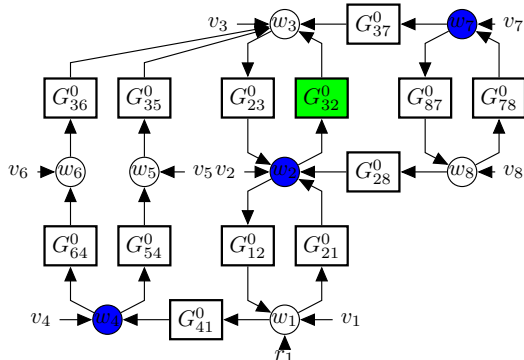 v₃ w₃ G⁰₃₇ w₇ v₇
G⁰₃₆ G⁰₃₅ G⁰₂₃ G⁰₃₂ G⁰₈₇ G⁰₇₈
v₆ w₆ w₅ v₅ v₂ w₂ G⁰₂₈ w₈ v₈
G⁰₆₄ G⁰₅₄ G⁰₁₂ G⁰₂₁
v₄ w₄ G⁰₄₁ w₁ v₁
r₁